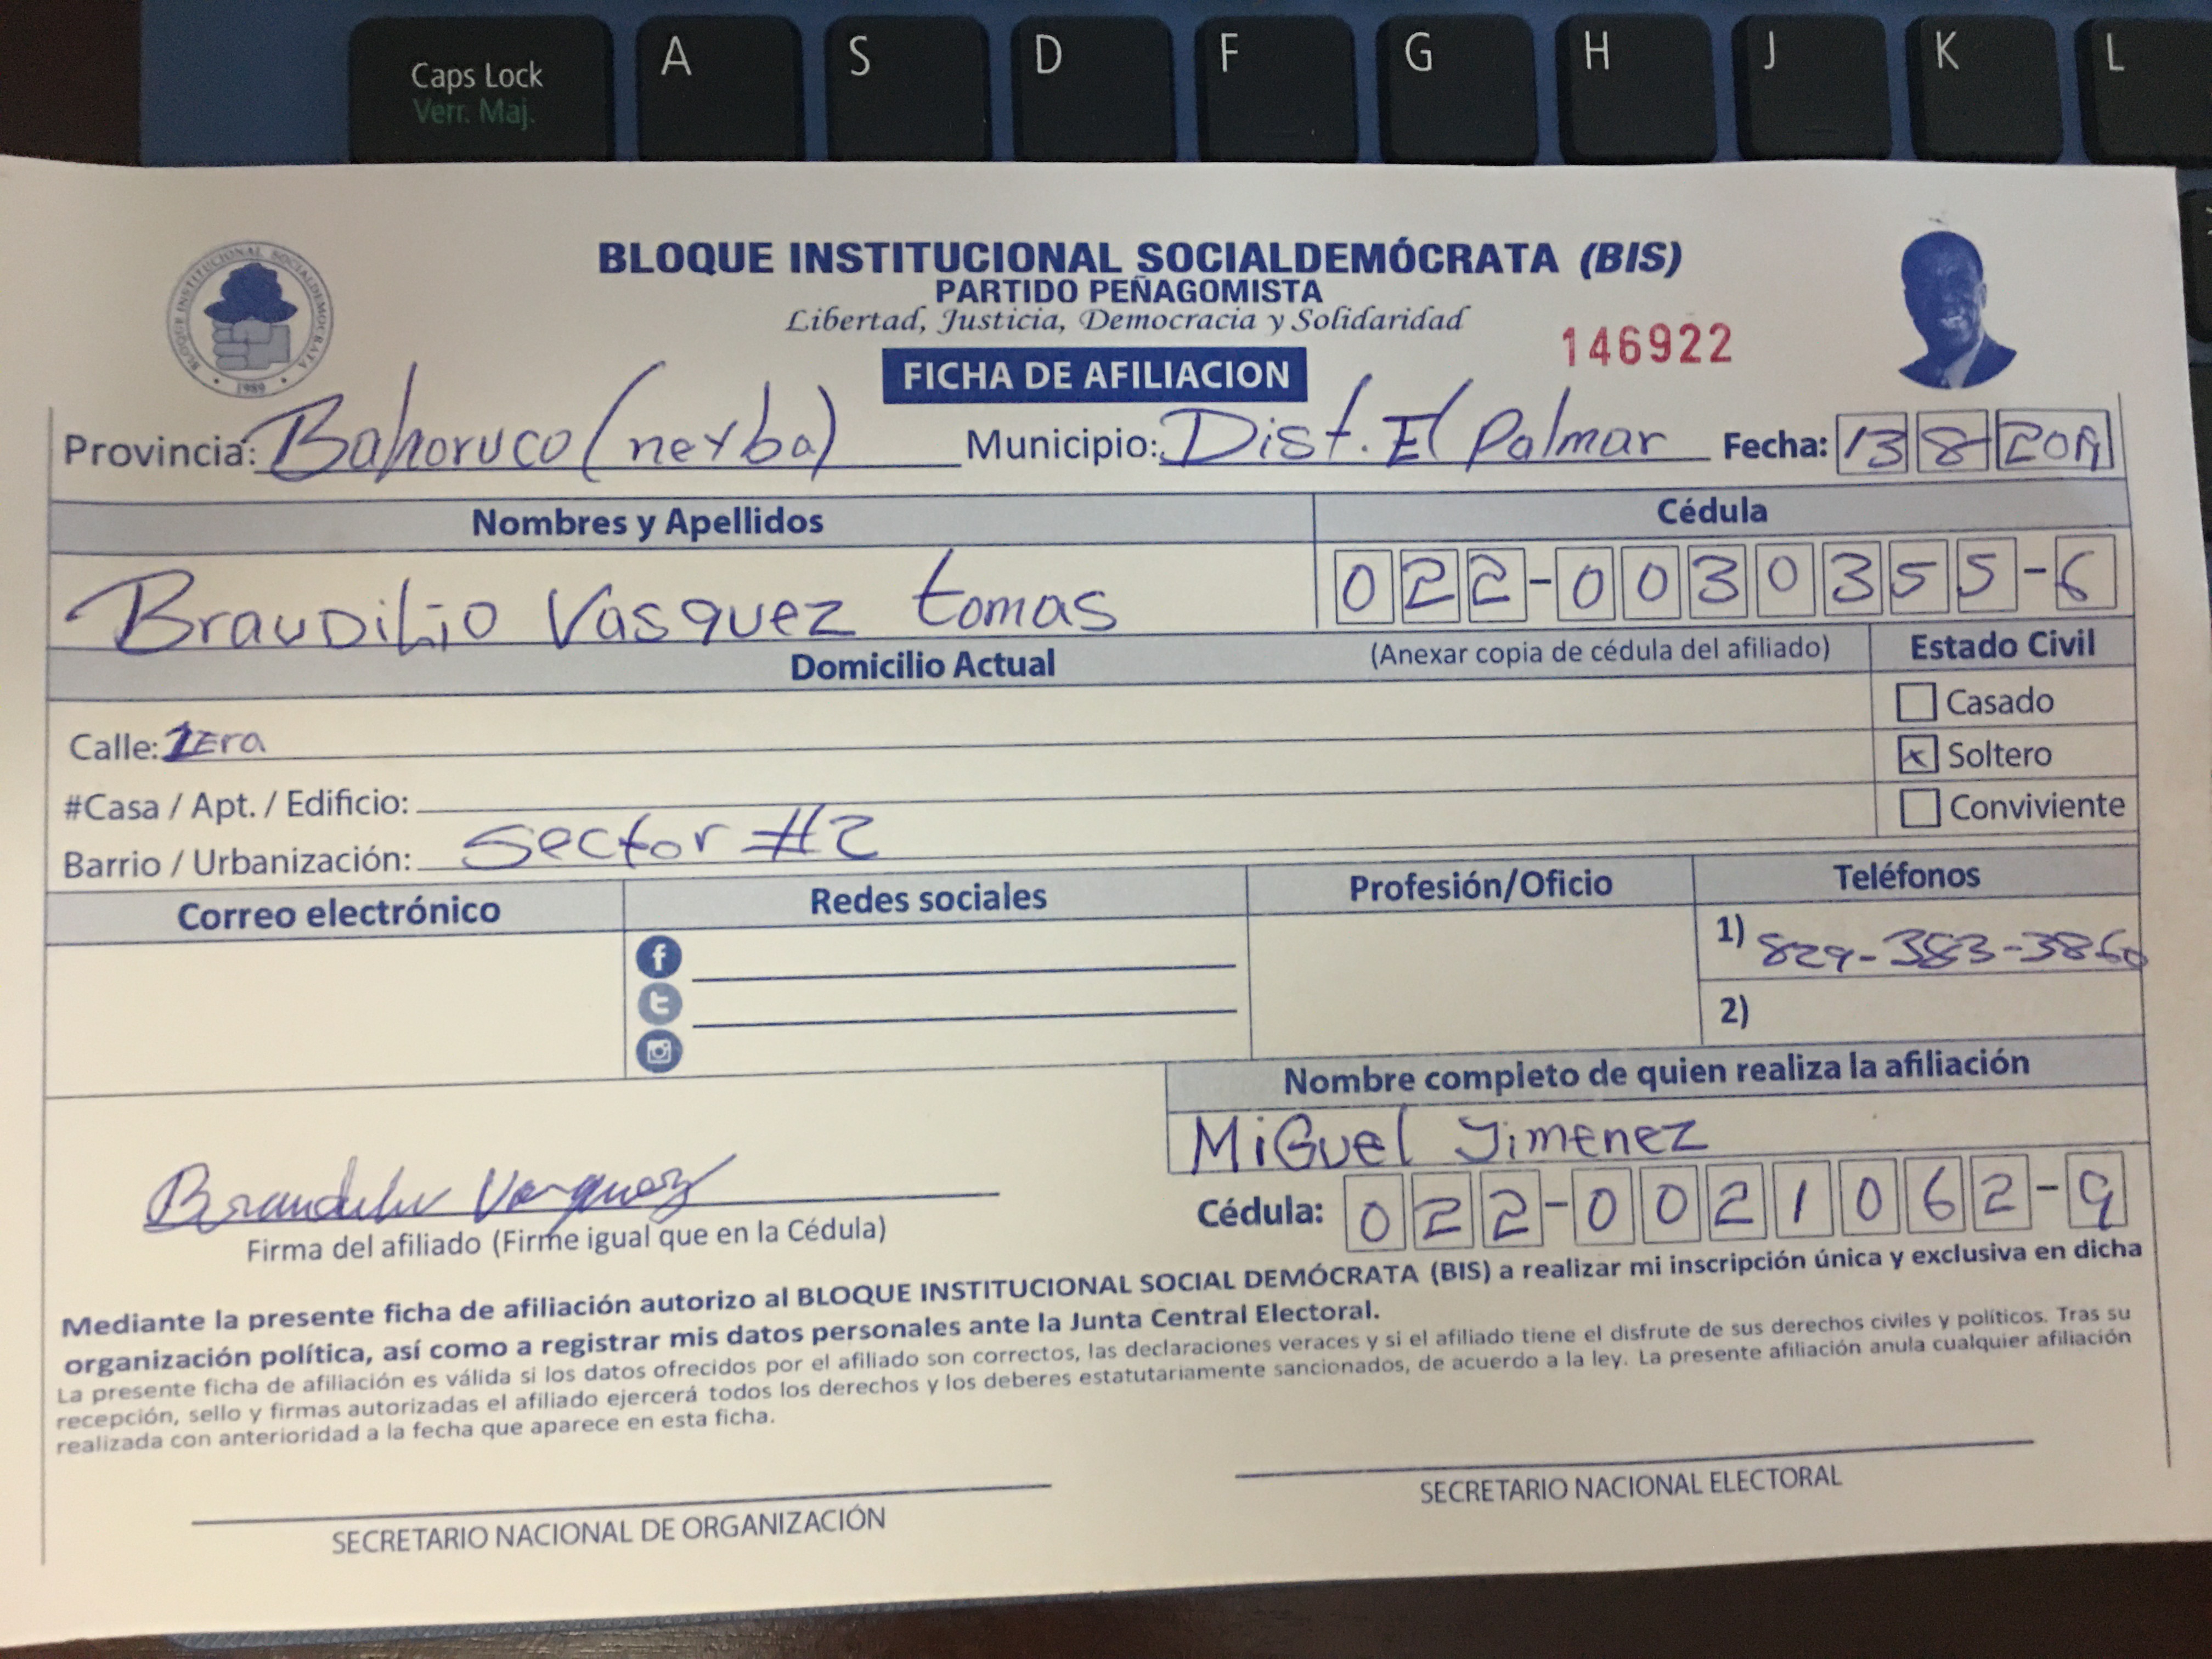 Caps Lock A S D F G H J K L
Verr. Maj.
BLOQUE INSTITUCIONAL SOCIALDEMÓCRATA (BIS)
PARTIDO PEÑAGOMISTA
Libertad, Justicia, Democracia y Solidaridad
BLOQUE INSTITUCIONAL SOCIALDEMOCRATA
1989
146922
FICHA DE AFILIACION
Provincia: Bahoruco (neyba) Municipio: Dist. El Palmar Fecha: 13 8 2019
Nombres y Apellidos Cédula
Braudilio Vasquez tomas 022-0030355-6
Domicilio Actual (Anexar copia de cédula del afiliado) Estado Civil
Casado
Calle: 1Era
x Soltero
#Casa / Apt. / Edificio:
Conviviente
Barrio / Urbanización: Sector #2
Correo electrónico Redes sociales Profesión/Oficio Teléfonos
1) 829-383-3860
2)
Nombre completo de quien realiza la afiliación
MiGuel Jimenez
Vasquez
Cédula: 022-0021062-9
Firma del afiliado (Firme igual que en la Cédula)
Mediante la presente ficha de afiliación autorizo al BLOQUE INSTITUCIONAL SOCIAL DEMÓCRATA (BIS) a realizar mi inscripción única y exclusiva en dicha
organización política, así como a registrar mis datos personales ante la Junta Central Electoral.
La presente ficha de afiliación es válida si los datos ofrecidos por el afiliado son correctos, las declaraciones veraces y si el afiliado tiene el disfrute de sus derechos civiles y políticos. Tras su
recepción, sello y firmas autorizadas el afiliado ejercerá todos los derechos y los deberes estatutariamente sancionados, de acuerdo a la ley. La presente afiliación anula cualquier afiliación
realizada con anterioridad a la fecha que aparece en esta ficha.
SECRETARIO NACIONAL DE ORGANIZACIÓN
SECRETARIO NACIONAL ELECTORAL